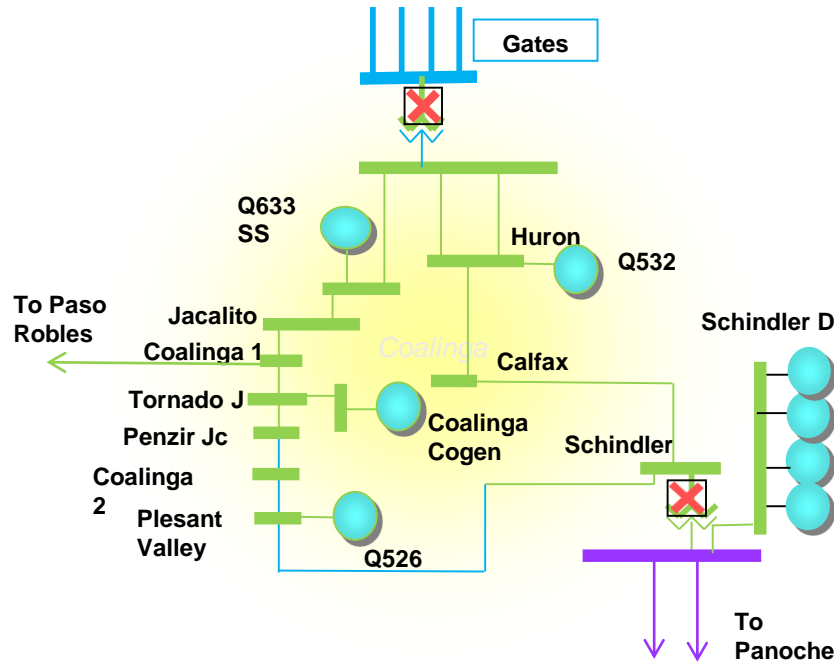 Gates
Q633
SS
Huron
Q532
To Paso
Robles
Jacalito
Schindler D
Coalinga 1
Coalinga
Calfax
Tornado J
Coalinga
Cogen
Penzir Jc
Schindler
Coalinga
2
Plesant
Valley
Q526
To
Panoche